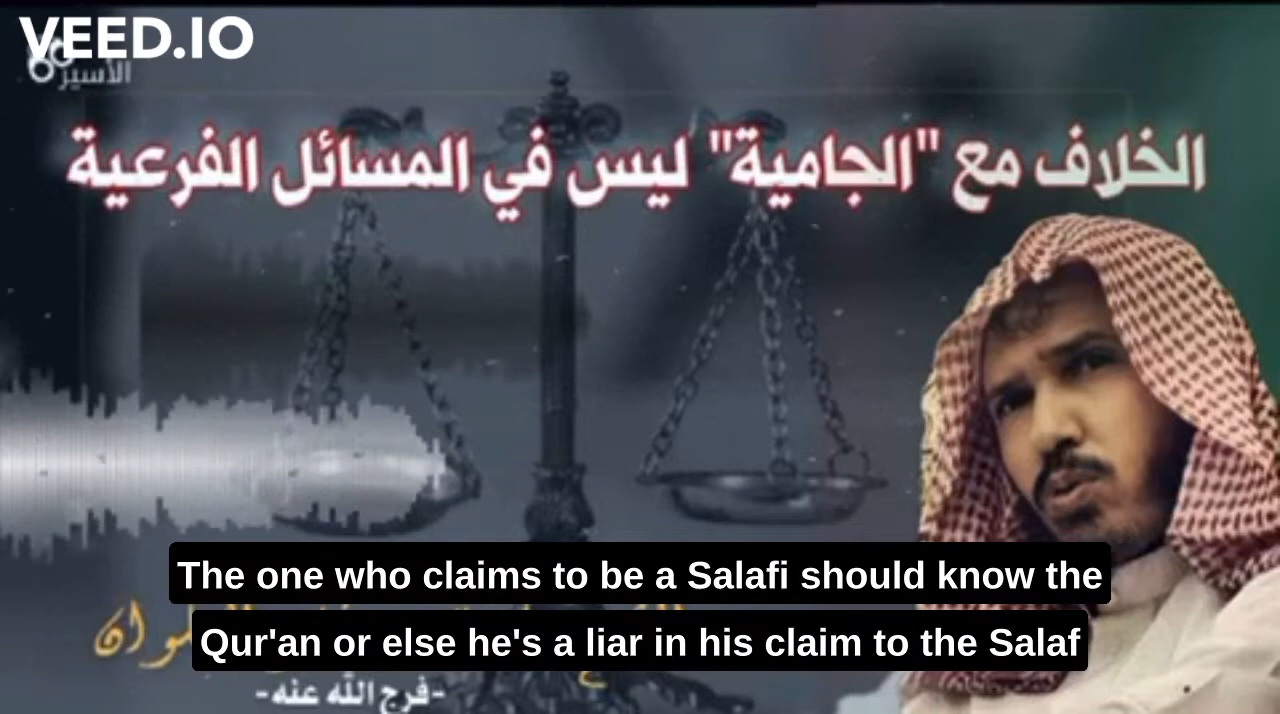 VEED.IO
الأسير
الخلاف مع "الجامية" ليس في المسائل الفرعية
The one who claims to be a Salafi should know the
Qur'an or else he's a liar in his claim to the Salaf
-فرج الله عنه-